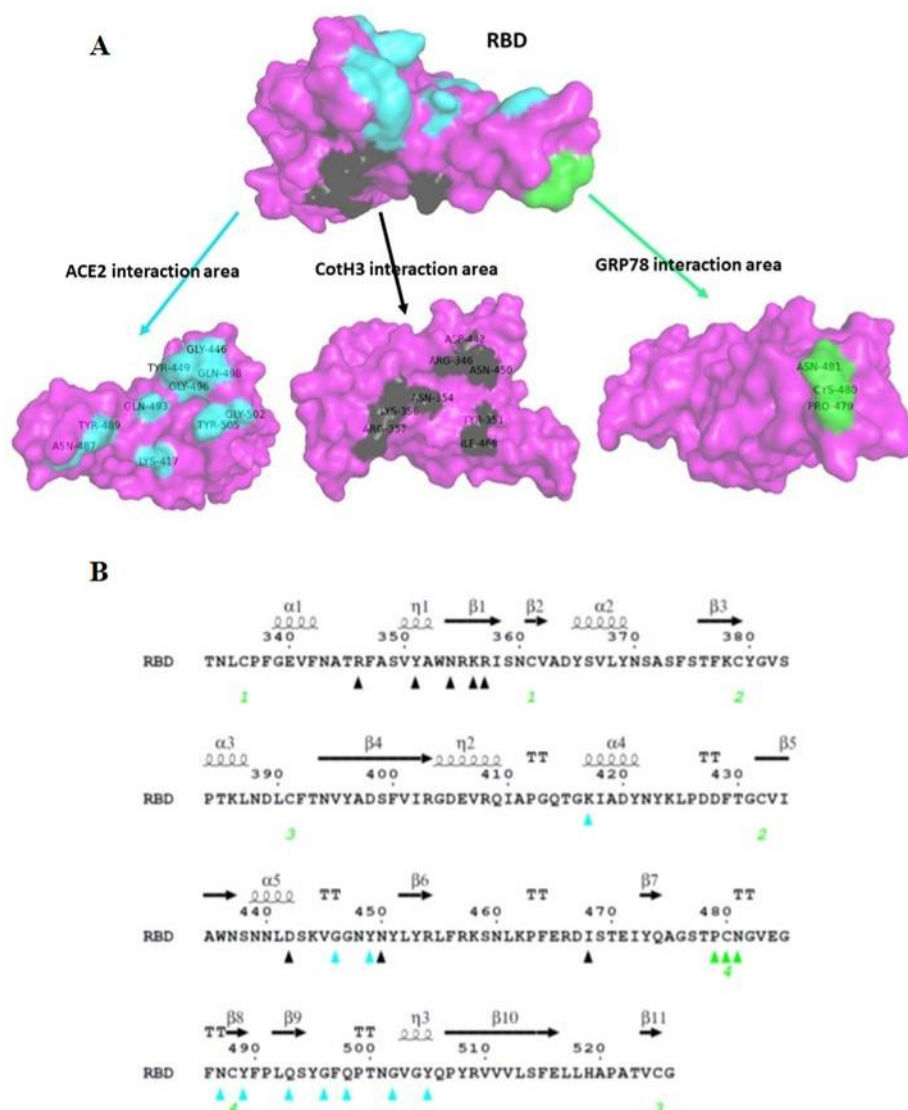 A
RBD
ACE2 interaction area
CotH3 interaction area
GRP78 interaction area
GLY-446
TYR-449
GLN-498
GLY-496
GLN-493
GLY-502
TYR-489
TYR-505
ASN-487
LYS-417
ASP-442
ARG-346
ASN-450
ASN-354
LYS-356
ARG-357
TYR-351
ILE-468
ASN-481
CYS-480
PRO-479
B
α1 η1 β1 β2 α2 β3
340 350 360 370 380
RBD TNLCPFGEVFNATRFASVYAWNRKRISNCVADYSVLYNSASFSTFKCYGVS
1 1 2
α3 β4 η2 TT α4 TT β5
390 400 410 420 430
RBD PTKLNDLCFTNVYADSFVIRGDEVRQIAPGQTGKIADYNYKLPDDFTGCVI
3 2
α5 TT β6 TT β7 TT
440 450 460 470 480
RBD AWNSNNLDSKVGGNYNYLYRLFRKSNLKPFERDISTEIYQAGSTPCNGVEG
4
TT β8 β9 TT η3 β10 β11
490 500 510 520
RBD FNCYFPLQSYGFQPTNGVGYQPYRVVVLSFELLHAPATVCG
4 3